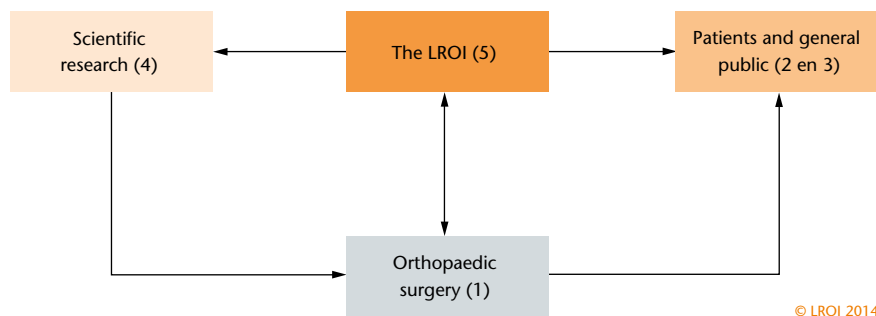 Scientific
research (4)
The LROI (5)
Patients and general
public (2 en 3)
Orthopaedic
surgery (1)
© LROI 2014